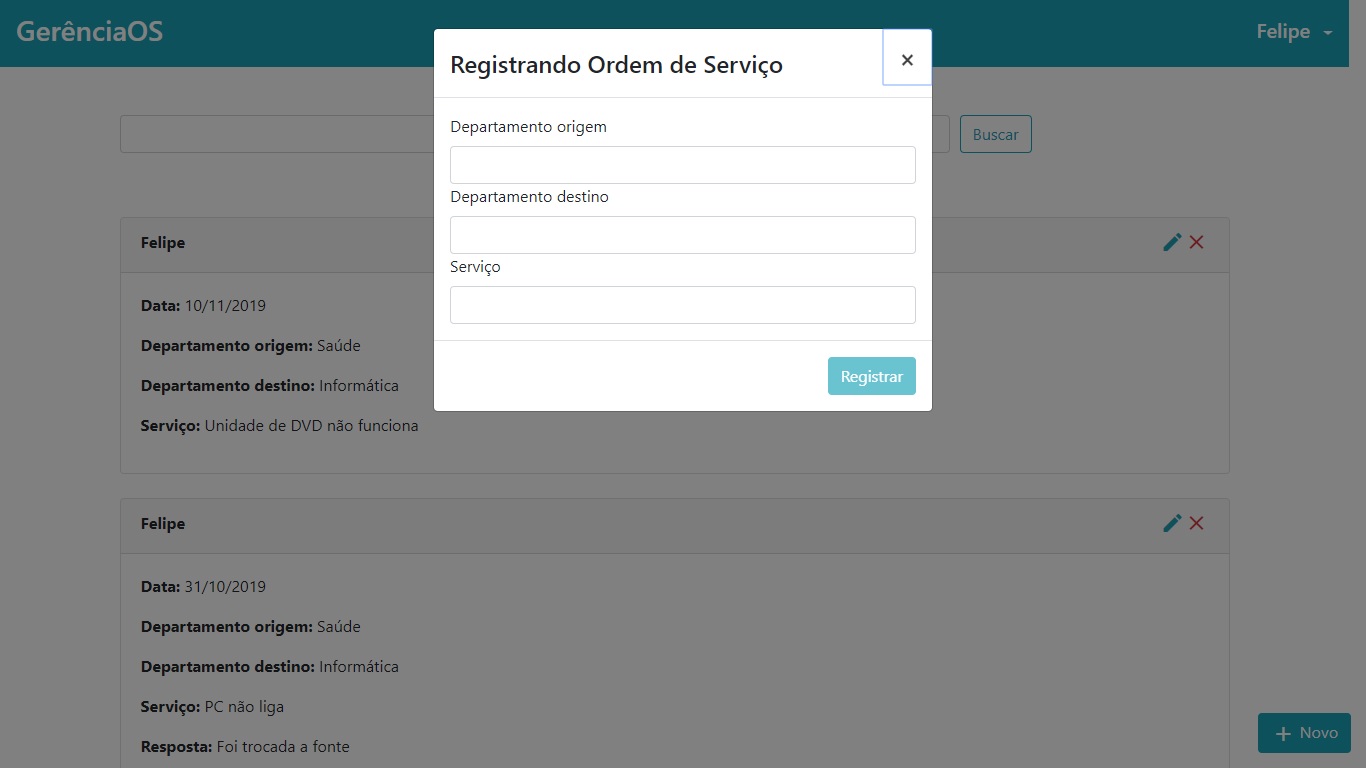 GerênciaOS
Felipe
Registrando Ordem de Serviço
×
Departamento origem
Departamento destino
Serviço
Registrar
Buscar
Felipe
Data: 10/11/2019
Departamento origem: Saúde
Departamento destino: Informática
Serviço: Unidade de DVD não funciona
Felipe
Data: 31/10/2019
Departamento origem: Saúde
Departamento destino: Informática
Serviço: PC não liga
Resposta: Foi trocada a fonte
+ Novo